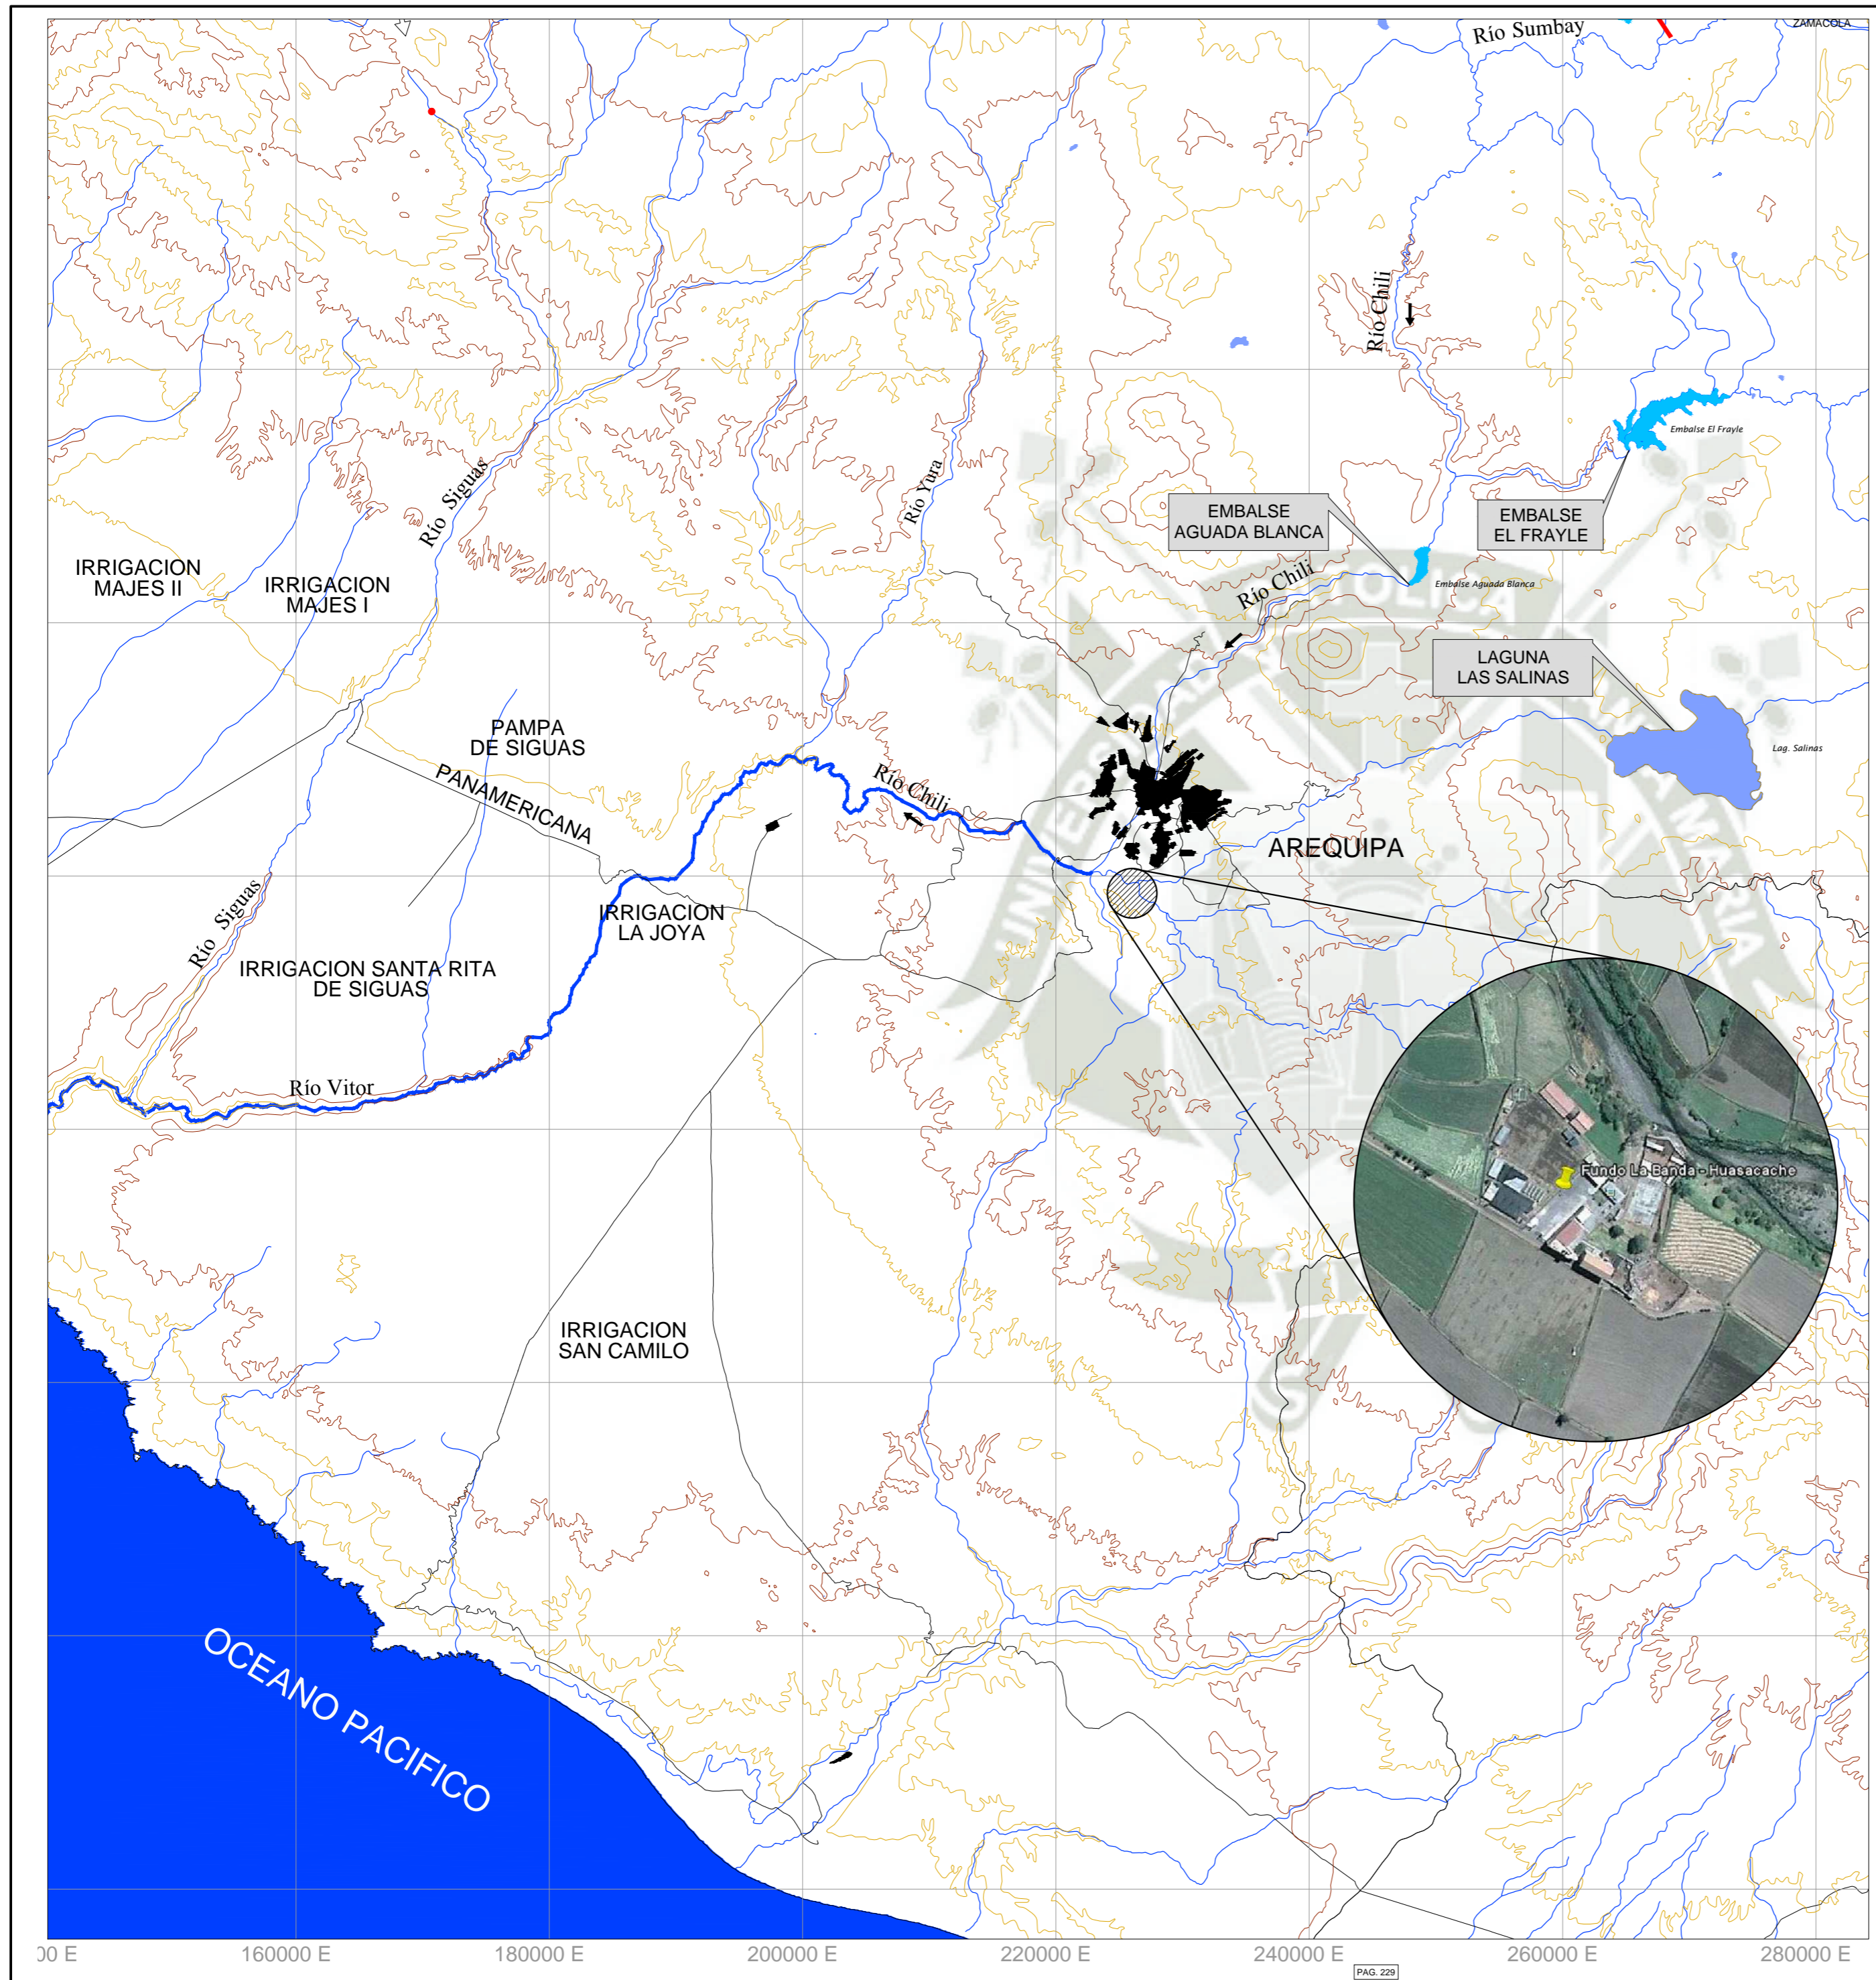 ZAMACOLA
Río Sumbay
Río Chili
Embalse El Frayle
Río Siguas
Río Yura
EMBALSE
AGUADA BLANCA
EMBALSE
EL FRAYLE
IRRIGACION
MAJES II
IRRIGACION
MAJES I
Río Chili
Embalse Aguada Blanca
LAGUNA
LAS SALINAS
PAMPA
DE SIGUAS
Lag. Salinas
PANAMERICANA
Río Chili
AREQUIPA
Río Siguas
IRRIGACION
LA JOYA
IRRIGACION SANTA RITA
DE SIGUAS
Río Vitor
Fundo La Banda - Huasacache
IRRIGACION
SAN CAMILO
OCEANO PACIFICO
00 E
160000 E
180000 E
200000 E
220000 E
240000 E
260000 E
280000 E
PAG. 229